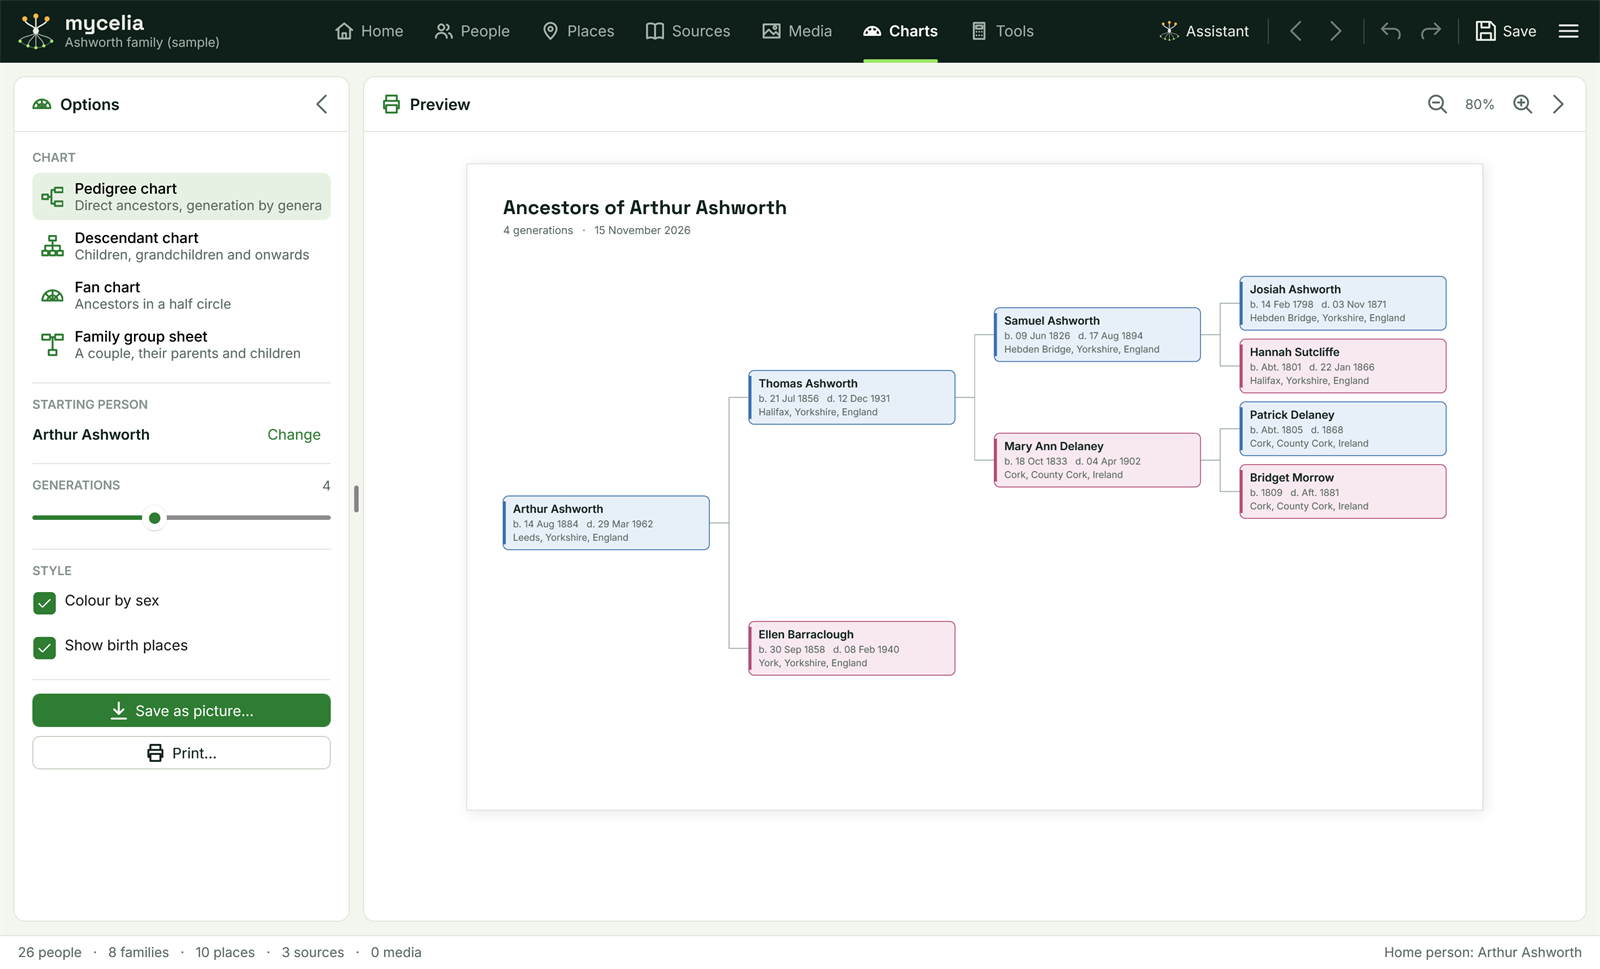 mycelia
Ashworth family (sample)
Home
People
Places
Sources
Media
Charts
Tools
Assistant
Save
Options
CHART
Pedigree chart
Direct ancestors, generation by genera
Descendant chart
Children, grandchildren and onwards
Fan chart
Ancestors in a half circle
Family group sheet
A couple, their parents and children
STARTING PERSON
Arthur Ashworth Change
GENERATIONS 4
STYLE
Colour by sex
Show birth places
Save as picture...
Print...
Preview
80%
Ancestors of Arthur Ashworth
4 generations · 15 November 2026
Arthur Ashworth
b. 14 Aug 1884 d. 29 Mar 1962
Leeds, Yorkshire, England
Thomas Ashworth
b. 21 Jul 1856 d. 12 Dec 1931
Halifax, Yorkshire, England
Ellen Barraclough
b. 30 Sep 1858 d. 08 Feb 1940
York, Yorkshire, England
Samuel Ashworth
b. 09 Jun 1826 d. 17 Aug 1894
Hebden Bridge, Yorkshire, England
Mary Ann Delaney
b. 18 Oct 1833 d. 04 Apr 1902
Cork, County Cork, Ireland
Josiah Ashworth
b. 14 Feb 1798 d. 03 Nov 1871
Hebden Bridge, Yorkshire, England
Hannah Sutcliffe
b. Abt. 1801 d. 22 Jan 1866
Halifax, Yorkshire, England
Patrick Delaney
b. Abt. 1805 d. 1868
Cork, County Cork, Ireland
Bridget Morrow
b. 1809 d. Aft. 1881
Cork, County Cork, Ireland
26 people · 8 families · 10 places · 3 sources · 0 media
Home person: Arthur Ashworth